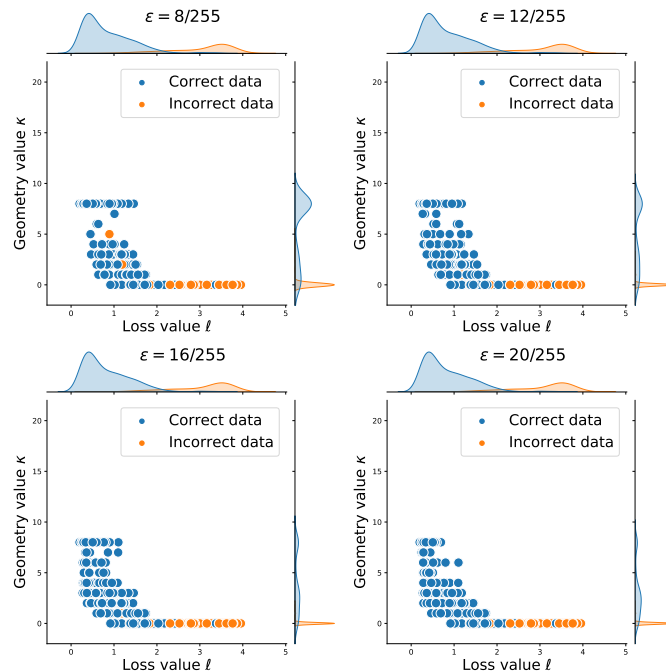 ε = 8/255
20
15
10
5
0
Geometry value κ
Correct data
Incorrect data
0 1 2 3 4 5
Loss value ℓ
ε = 12/255
20
15
10
5
0
Geometry value κ
Correct data
Incorrect data
0 1 2 3 4 5
Loss value ℓ
ε = 16/255
20
15
10
5
0
Geometry value κ
Correct data
Incorrect data
0 1 2 3 4 5
Loss value ℓ
ε = 20/255
20
15
10
5
0
Geometry value κ
Correct data
Incorrect data
0 1 2 3 4 5
Loss value ℓ